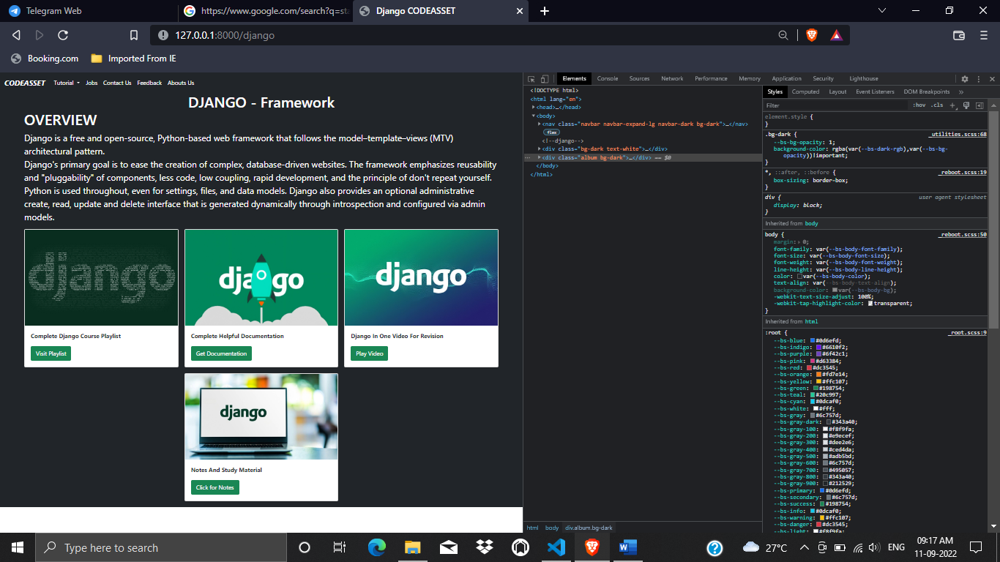 Telegram Web
https://www.google.com/search?q=sta
Django CODEASSET
127.0.0.1:8000/django
Booking.com
Imported From IE
CODEASSET Tutorial Jobs Contact Us Feedback Abouts Us
DJANGO - Framework
OVERVIEW
Django is a free and open-source, Python-based web framework that follows the model–template–views (MTV)
architectural pattern.
Django's primary goal is to ease the creation of complex, database-driven websites. The framework emphasizes reusability
and "pluggability" of components, less code, low coupling, rapid development, and the principle of don't repeat yourself.
Python is used throughout, even for settings, files, and data models. Django also provides an optional administrative
create, read, update and delete interface that is generated dynamically through introspection and configured via admin
models.
django
django
django
Complete Django Course Playlist
Visit Playlist
Complete Helpful Documentation
Get Documentation
Django In One Video For Revision
Play Video
django
Notes And Study Material
Click for Notes
Elements Console Sources Network Performance Memory Application Security Lighthouse
<!DOCTYPE html>
<html lang="en">
<head>…</head>
<body>
<nav class="navbar navbar-expand-lg navbar-dark bg-dark">…</nav>
flex
<!--django-->
<div class="bg-dark text-white">…</div>
<div class="album bg-dark">…</div> == $0
</body>
</html>
html body div.album.bg-dark
Styles Computed Layout Event Listeners DOM Breakpoints »
Filter :hov .cls +
element.style {
}
.bg-dark { _utilities.scss:68
--bs-bg-opacity: 1;
background-color: rgba(var(--bs-dark-rgb),var(--bs-bg-
opacity))!important;
}
*, ::after, ::before { _reboot.scss:19
box-sizing: border-box;
}
div { user agent stylesheet
display: block;
}
Inherited from body
body { _reboot.scss:50
margin: 0;
font-family: var(--bs-body-font-family);
font-size: var(--bs-body-font-size);
font-weight: var(--bs-body-font-weight);
line-height: var(--bs-body-line-height);
color: var(--bs-body-color);
text-align: var(--bs-body-text-align);
background-color: var(--bs-body-bg);
-webkit-text-size-adjust: 100%;
-webkit-tap-highlight-color: transparent;
}
Inherited from html
:root { _root.scss:9
--bs-blue: #0d6efd;
--bs-indigo: #6610f2;
--bs-purple: #6f42c1;
--bs-pink: #d63384;
--bs-red: #dc3545;
--bs-orange: #fd7e14;
--bs-yellow: #ffc107;
--bs-green: #198754;
--bs-teal: #20c997;
--bs-cyan: #0dcaf0;
--bs-white: #fff;
--bs-gray: #6c757d;
--bs-gray-dark: #343a40;
--bs-gray-100: #f8f9fa;
--bs-gray-200: #e9ecef;
--bs-gray-300: #dee2e6;
--bs-gray-400: #ced4da;
--bs-gray-500: #adb5bd;
--bs-gray-600: #6c757d;
--bs-gray-700: #495057;
--bs-gray-800: #343a40;
--bs-gray-900: #212529;
--bs-primary: #0d6efd;
--bs-secondary: #6c757d;
--bs-success: #198754;
--bs-info: #0dcaf0;
--bs-warning: #ffc107;
--bs-danger: #dc3545;
--bs-light: #f8f9fa;
Type here to search
27°C
ENG
09:17 AM
11-09-2022